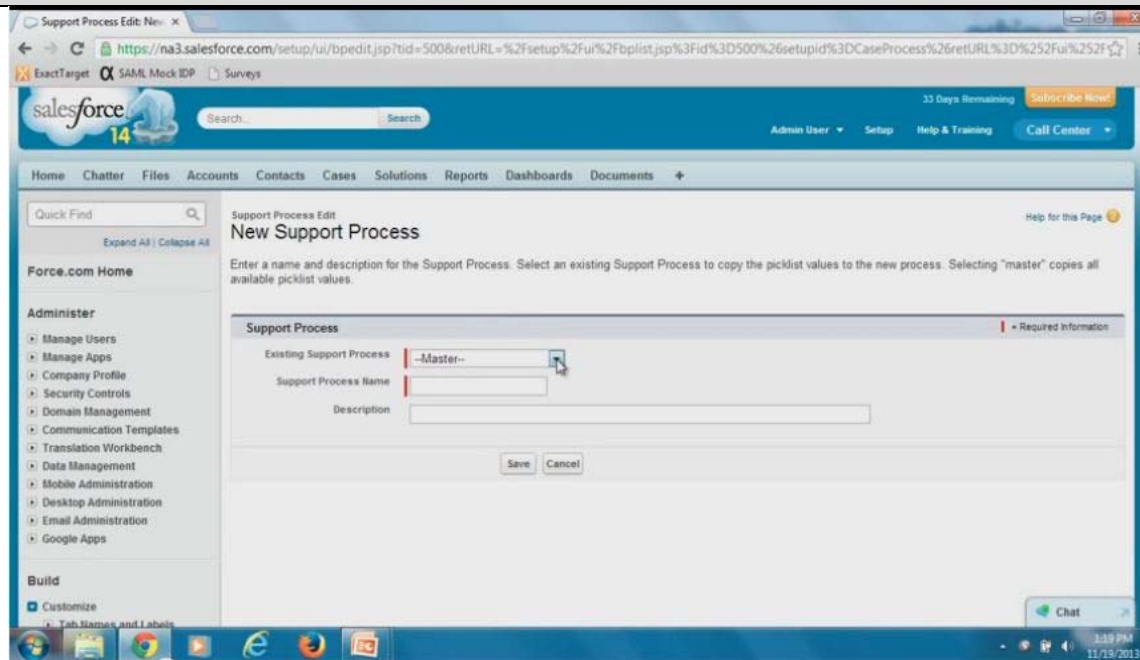 Support Process Edit: New
https://na3.salesforce.com/setup/ui/bpedit.jsp?tid=500&retURL=%2Fsetup%2Fui%2Fbplist.jsp%3Fid%3D500%26setupid%3DCaseProcess%26retURL%3D%252Fui%252F
ExactTarget SAML Mock IDP Surveys
salesforce 14
Search... Search
33 Days Remaining Subscribe Now!
Admin User Setup Help & Training Call Center
Home Chatter Files Accounts Contacts Cases Solutions Reports Dashboards Documents +
Quick Find
Expand All | Collapse All
Force.com Home
Administer
Manage Users
Manage Apps
Company Profile
Security Controls
Domain Management
Communication Templates
Translation Workbench
Data Management
Mobile Administration
Desktop Administration
Email Administration
Google Apps
Build
Customize
Tab Names and Labels
Support Process Edit
New Support Process
Help for this Page
Enter a name and description for the Support Process. Select an existing Support Process to copy the picklist values to the new process. Selecting "master" copies all
available picklist values.
Support Process
= Required Information
Existing Support Process --Master--
Support Process Name
Description
Save Cancel
Chat
1:19 PM
11/19/2013